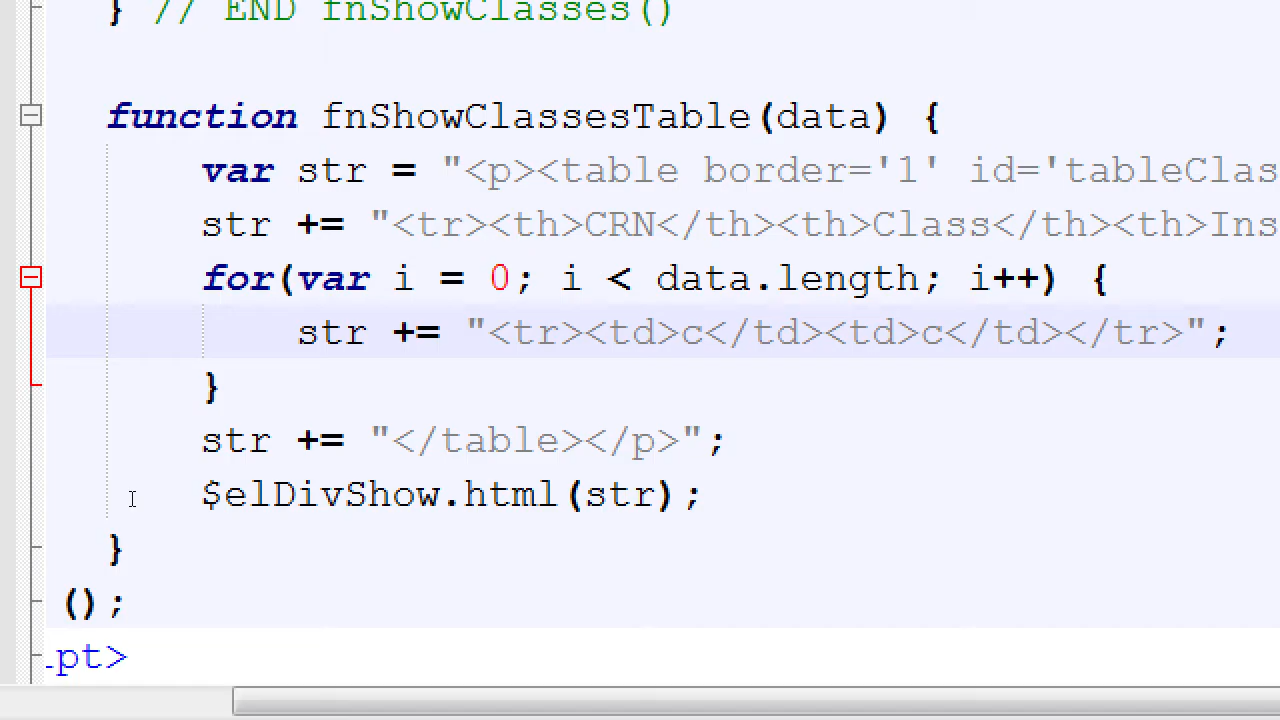 } // END fnShowClasses()
function fnShowClassesTable(data) {
var str = "<p><table border='1' id='tableClas
str += "<tr><th>CRN</th><th>Class</th><th>Ins
for(var i = 0; i < data.length; i++) {
str += "<tr><td>c</td><td>c</td></tr>";
}
str += "</table></p>";
$elDivShow.html(str);
}
();
pt>